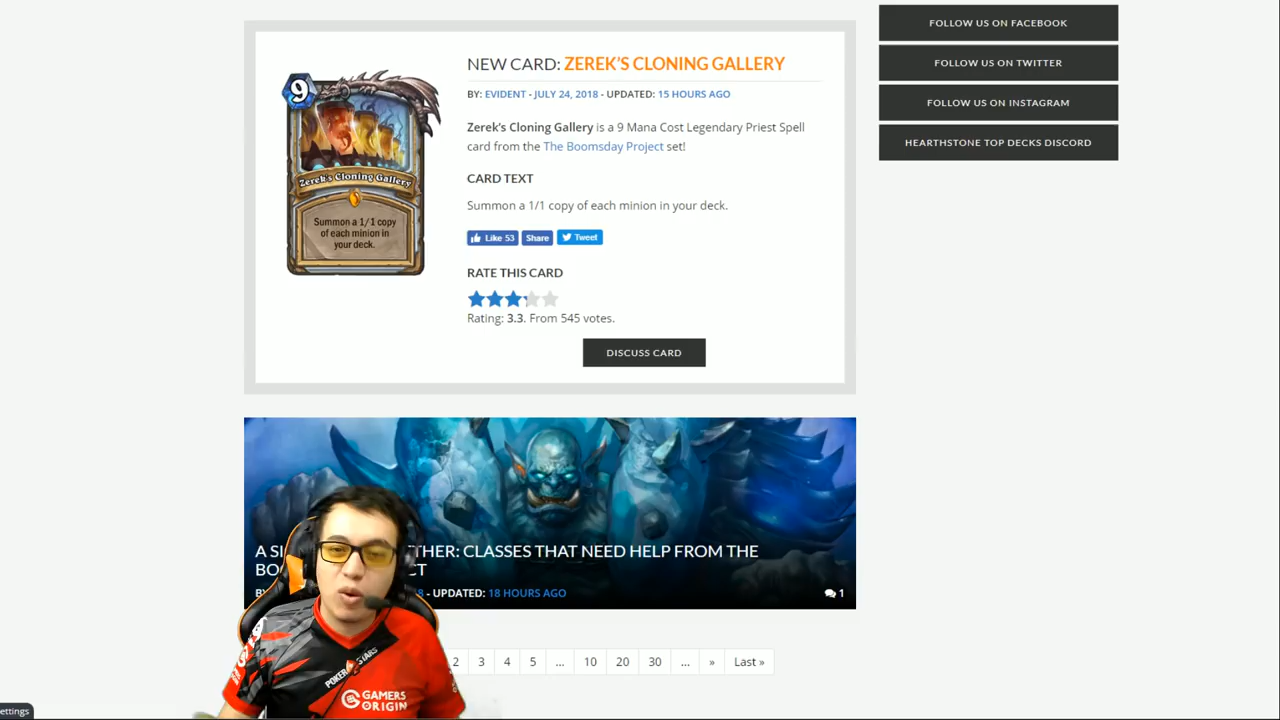 FOLLOW US ON FACEBOOK
FOLLOW US ON TWITTER
FOLLOW US ON INSTAGRAM
HEARTHSTONE TOP DECKS DISCORD
9
Zerek's Cloning Gallery
Summon a 1/1 copy
of each minion in
your deck.
NEW CARD: ZEREK'S CLONING GALLERY
BY: EVIDENT - JULY 24, 2018 - UPDATED: 15 HOURS AGO
Zerek's Cloning Gallery is a 9 Mana Cost Legendary Priest Spell
card from the The Boomsday Project set!
CARD TEXT
Summon a 1/1 copy of each minion in your deck.
Like 53 Share Tweet
RATE THIS CARD
Rating: 3.3. From 545 votes.
DISCUSS CARD
A THER: CLASSES THAT NEED HELP FROM THE
CT
8 - UPDATED: 18 HOURS AGO
1
2 3 4 5 ... 10 20 30 ... » Last »
POKERSTARS
GAMERS
ORIGIN
ettings